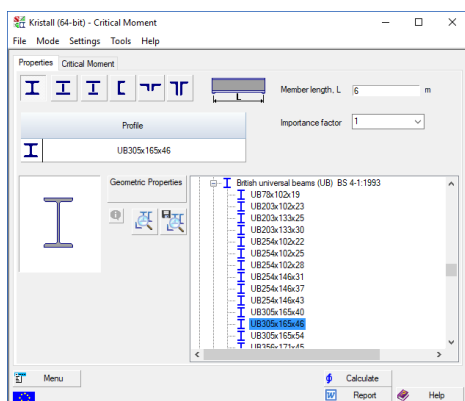 Kristall (64-bit) - Critical Moment
File Mode Settings Tools Help
Properties Critical Moment
Member length, L 6 m
L
Importance factor 1
Profile
UB305x165x46
Geometric Properties
British universal beams (UB) BS 4-1:1993
UB78x102x19
UB203x102x23
UB203x133x25
UB203x133x30
UB254x102x22
UB254x102x25
UB254x102x28
UB254x146x31
UB254x146x37
UB254x146x43
UB305x165x40
UB305x165x46
UB305x165x54
UB356x171x45
Menu
Calculate
Report
Help